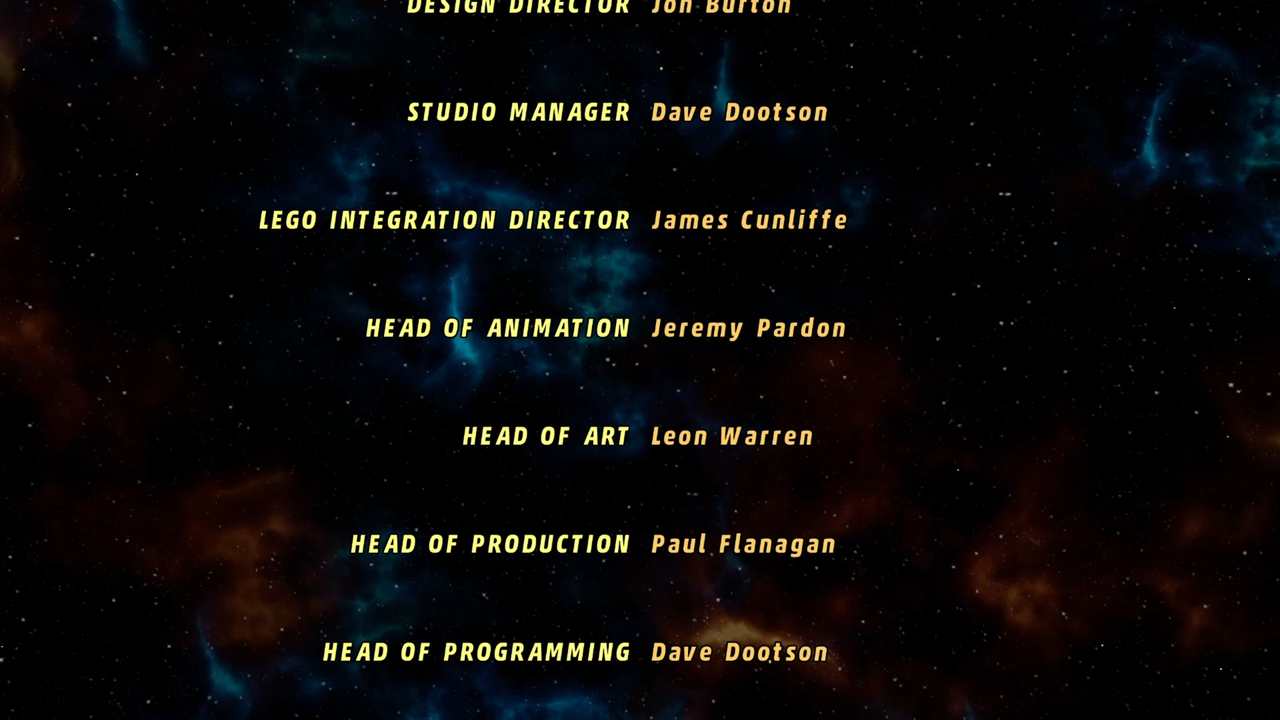 DESIGN DIRECTOR Jon Burton
STUDIO MANAGER Dave Dootson
LEGO INTEGRATION DIRECTOR James Cunliffe
HEAD OF ANIMATION Jeremy Pardon
HEAD OF ART Leon Warren
HEAD OF PRODUCTION Paul Flanagan
HEAD OF PROGRAMMING Dave Dootson